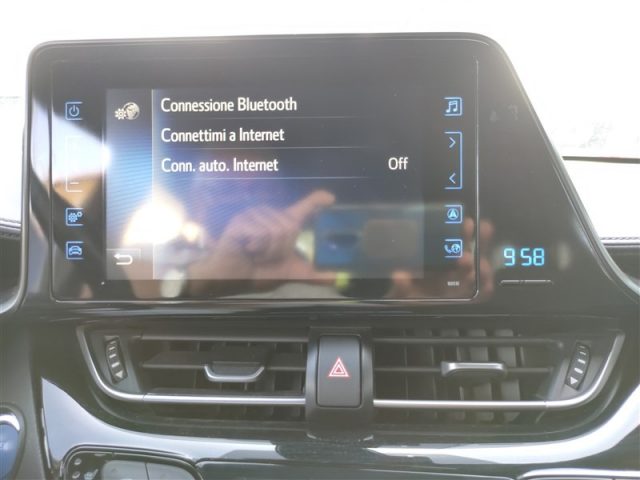 Connessione Bluetooth
Connettimi a Internet
Conn. auto. Internet Off
9:58